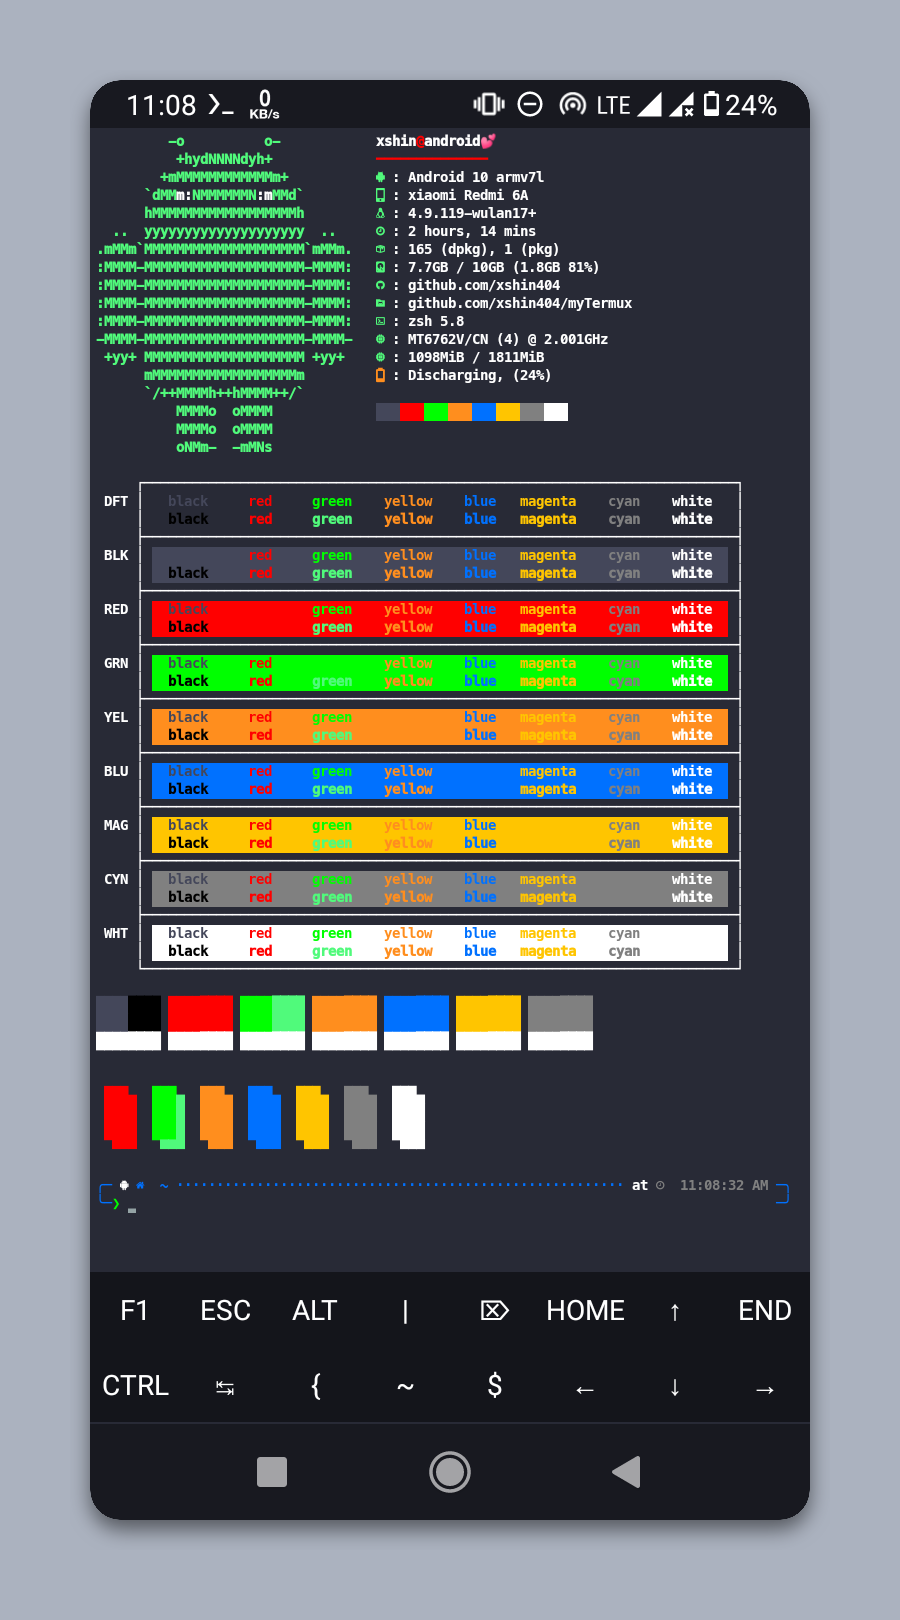 11:08 0 KB/s LTE 24%
-o o-
+hydNNNNdyh+
+mMMMMMMMMMMMMm+
`dMMm:NMMMMMMN:mMMd`
hMMMMMMMMMMMMMMMMMMh
.. yyyyyyyyyyyyyyyyyyyy ..
.mMMm`MMMMMMMMMMMMMMMMMMMM`mMMm.
:MMMM-MMMMMMMMMMMMMMMMMMMM-MMMM:
:MMMM-MMMMMMMMMMMMMMMMMMMM-MMMM:
:MMMM-MMMMMMMMMMMMMMMMMMMM-MMMM:
:MMMM-MMMMMMMMMMMMMMMMMMMM-MMMM:
-MMMM-MMMMMMMMMMMMMMMMMMMM-MMMM-
+yy+ MMMMMMMMMMMMMMMMMMMM +yy+
mMMMMMMMMMMMMMMMMMMm
`/++MMMMh++hMMMM++/`
MMMMo oMMMM
MMMMo oMMMM
oNMm- -mMNs
xshin@android💕
: Android 10 armv7l
: xiaomi Redmi 6A
: 4.9.119-wulan17+
: 2 hours, 14 mins
: 165 (dpkg), 1 (pkg)
: 7.7GB / 10GB (1.8GB 81%)
: github.com/xshin404
: github.com/xshin404/myTermux
: zsh 5.8
: MT6762V/CN (4) @ 2.001GHz
: 1098MiB / 1811MiB
: Discharging, (24%)
DFT black red green yellow blue magenta cyan white
black red green yellow blue magenta cyan white
BLK red green yellow blue magenta cyan white
black red green yellow blue magenta cyan white
RED black green yellow blue magenta cyan white
black green yellow blue magenta cyan white
GRN black red yellow blue magenta cyan white
black red green yellow blue magenta cyan white
YEL black red green blue magenta cyan white
black red green blue magenta cyan white
BLU black red green yellow magenta cyan white
black red green yellow magenta cyan white
MAG black red green yellow blue cyan white
black red green yellow blue cyan white
CYN black red green yellow blue magenta white
black red green yellow blue magenta white
WHT black red green yellow blue magenta cyan
black red green yellow blue magenta cyan
~ at 11:08:32 AM
❯ _
F1 ESC ALT | ⌦ HOME ↑ END
CTRL ↹ { ~ $ ← ↓ →